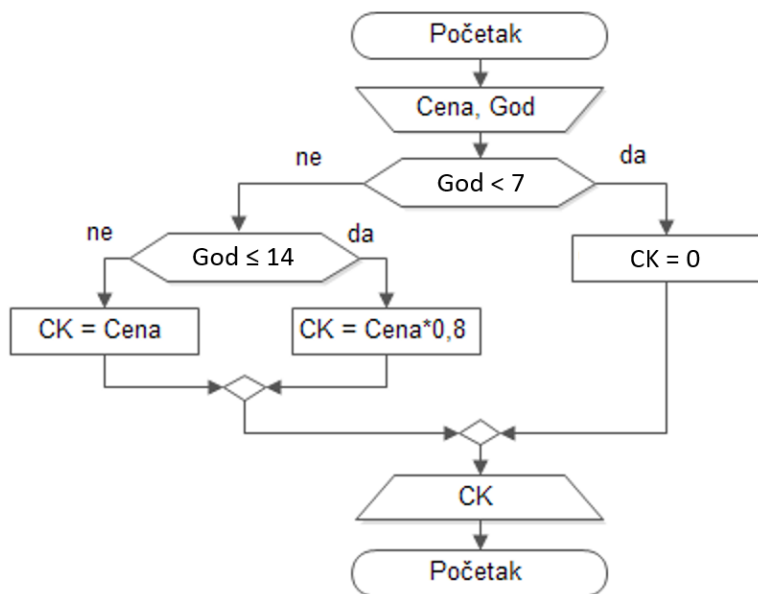 Početak
Cena, God
ne
da
God < 7
ne
da
God ≤ 14
CK = 0
CK = Cena
CK = Cena*0,8
CK
Početak